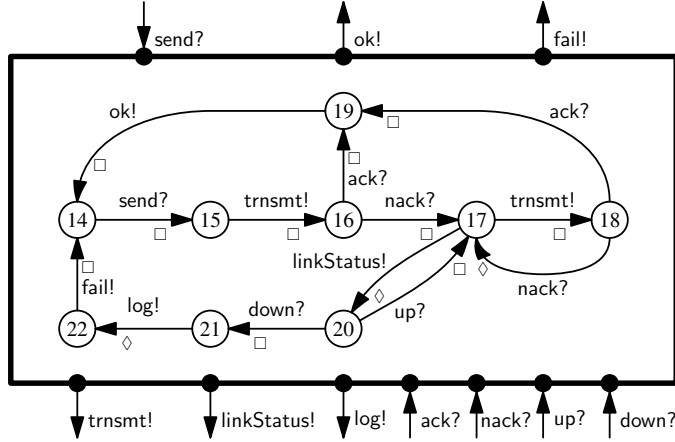 send? ok! fail!
ok! 19 ack?
□ □
□
ack?
send? trnsmt! nack? trnsmt!
14 15 16 17 18
□ □ □ □
linkStatus!
□ ◊ □ ◊
fail! log! down? up? nack?
22 21 20
◊ □
trnsmt! linkStatus! log! ack? nack? up? down?